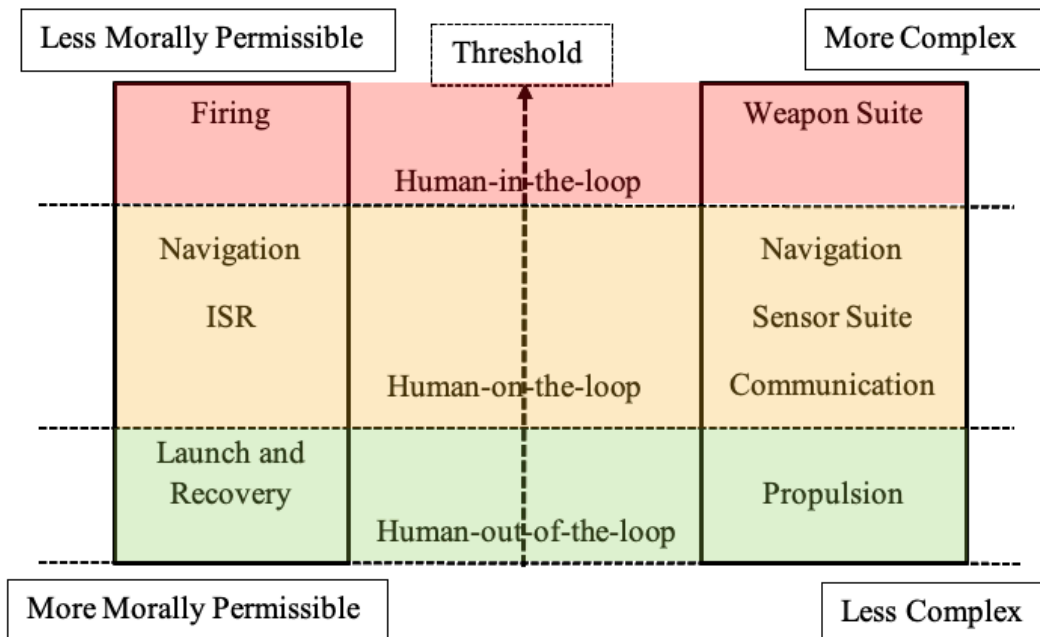 Less Morally Permissible
Threshold
More Complex
Firing
Weapon Suite
Human-in-the-loop
Navigation
Navigation
ISR
Sensor Suite
Human-on-the-loop
Communication
Launch and
Recovery
Propulsion
Human-out-of-the-loop
More Morally Permissible
Less Complex